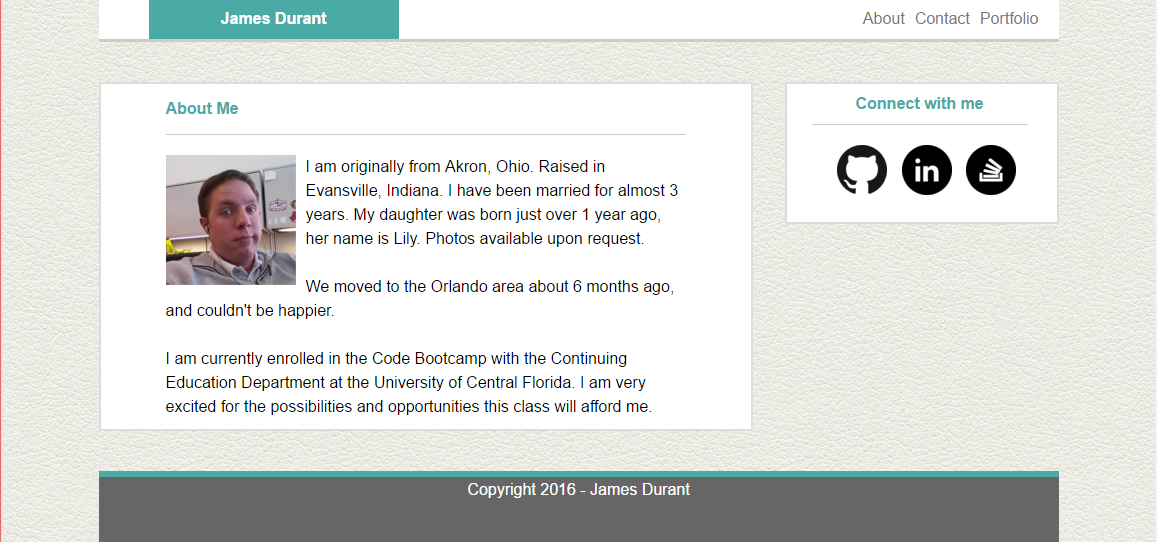 James Durant
About Contact Portfolio
About Me
I am originally from Akron, Ohio. Raised in
Evansville, Indiana. I have been married for almost 3
years. My daughter was born just over 1 year ago,
her name is Lily. Photos available upon request.
We moved to the Orlando area about 6 months ago,
and couldn't be happier.
I am currently enrolled in the Code Bootcamp with the Continuing
Education Department at the University of Central Florida. I am very
excited for the possibilities and opportunities this class will afford me.
Connect with me
in
Copyright 2016 - James Durant